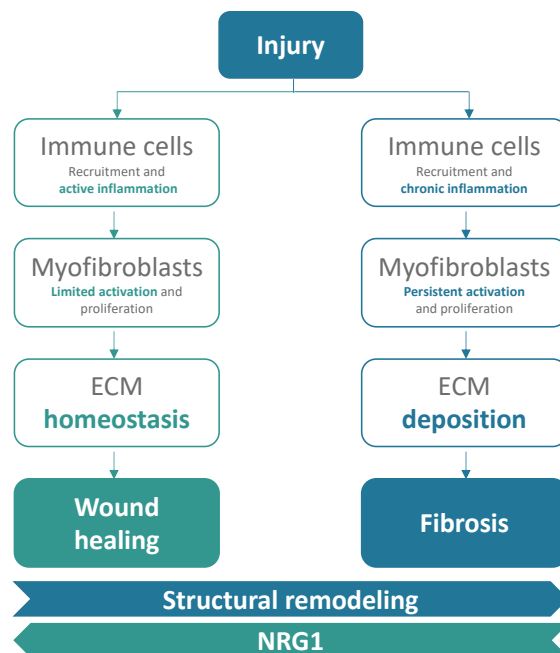 Injury
Immune cells
Recruitment and
active inflammation
Myofibroblasts
Limited activation and
proliferation
ECM
homeostasis
Wound
healing
Immune cells
Recruitment and
chronic inflammation
Myofibroblasts
Persistent activation
and proliferation
ECM
deposition
Fibrosis
Structural remodeling
NRG1